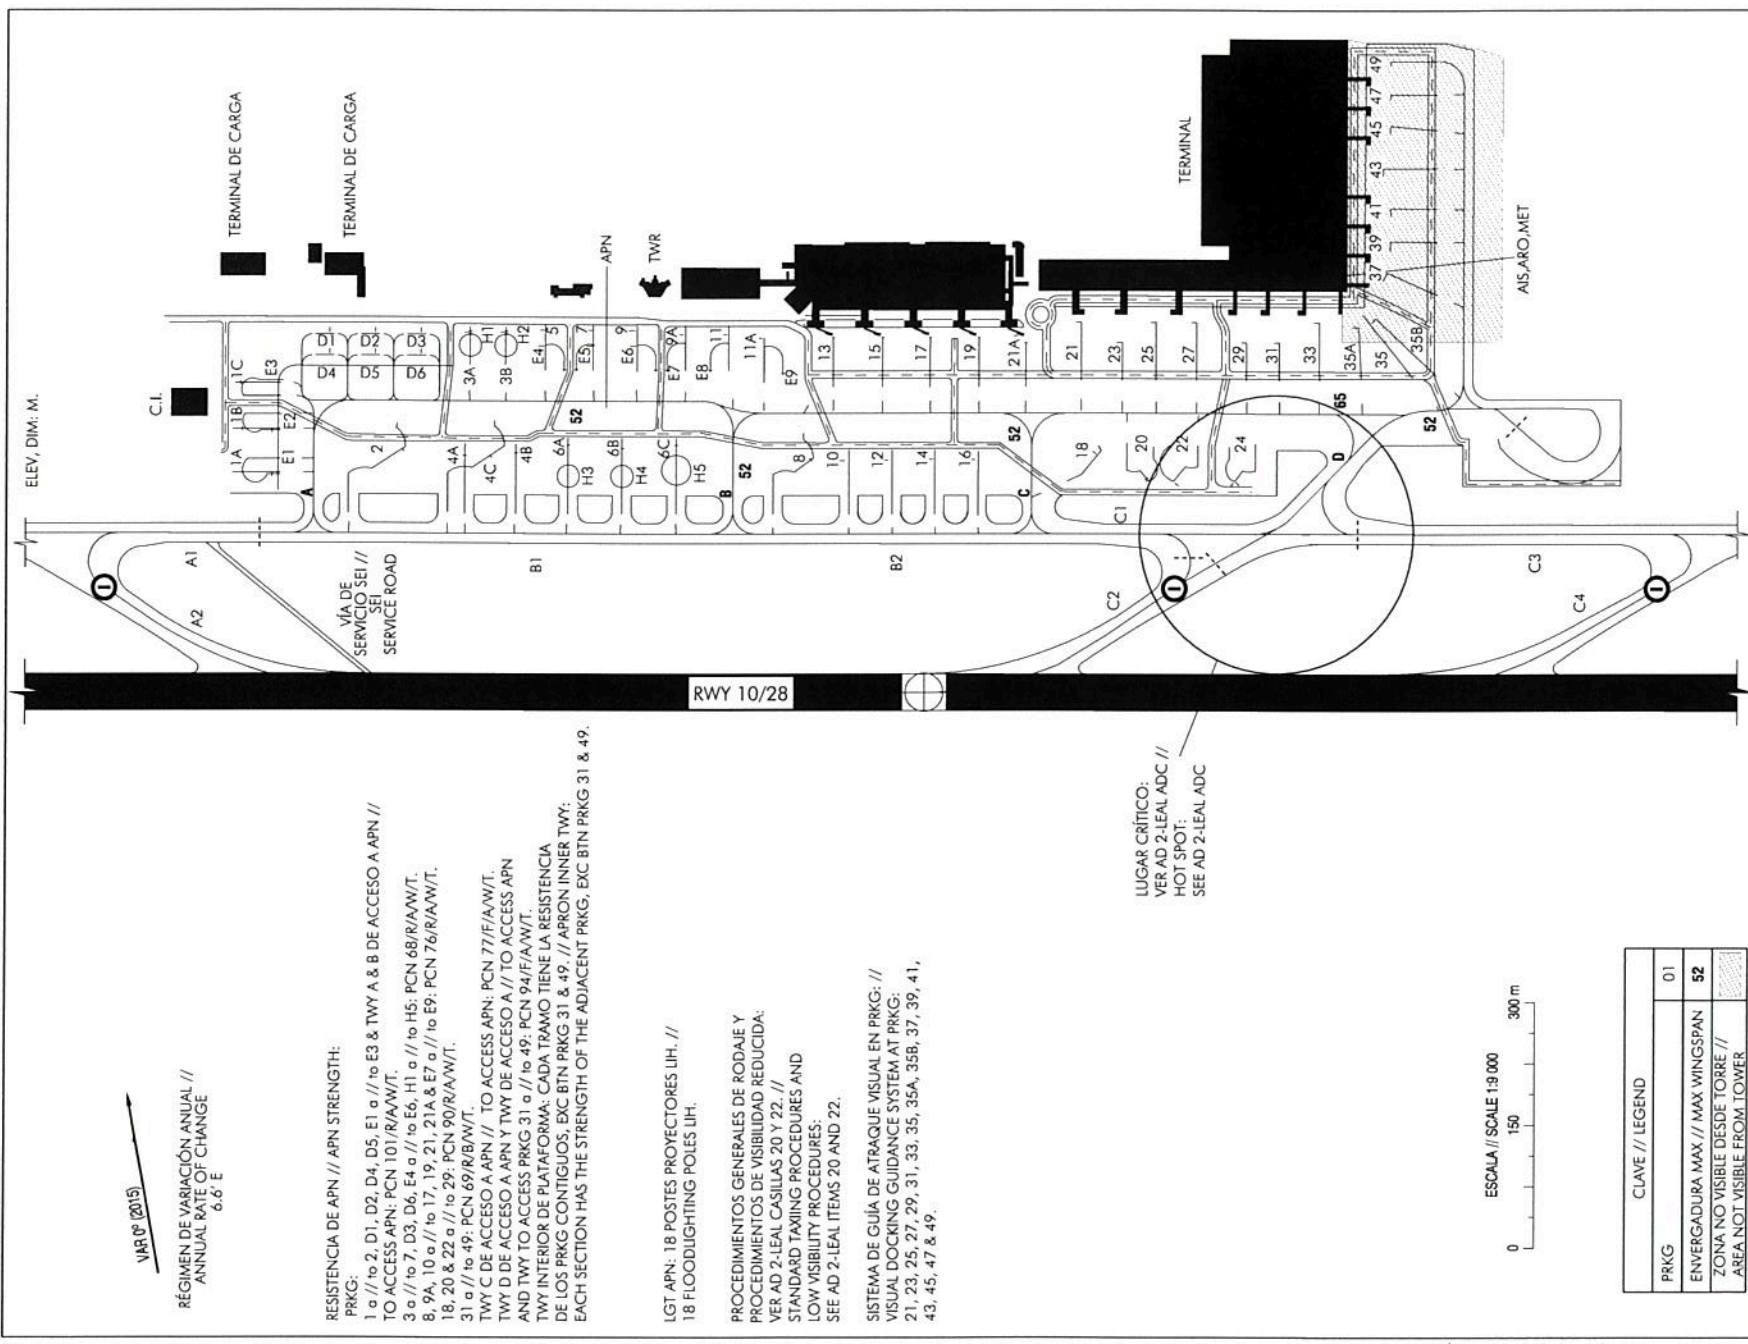 ELEV, DIM: M.
VAR 0° (2015)
RÉGIMEN DE VARIACIÓN ANUAL //
ANNUAL RATE OF CHANGE
6.6' E
RESISTENCIA DE APN // APN STRENGTH:
PRKG:
1 a // to 2, D1, D2, D4, D5, E1 a // to E3 & TWY A & B DE ACCESO A APN //
TO ACCESS APN: PCN 101/R/A/W/T.
3 a // to 7, D3, D6, E4 a // to E6, H1 a // to H5: PCN 68/R/A/W/T.
8, 9A, 10 a // to 17, 19, 21, 21A & E7 a // to E9: PCN 76/R/A/W/T.
18, 20 & 22 a // to 29: PCN 90/R/A/W/T.
31 a // to 49: PCN 69/R/B/W/T.
TWY C DE ACCESO A APN // TO ACCESS APN: PCN 77/F/A/W/T.
TWY D DE ACCESO A APN Y TWY DE ACCESO A // TO ACCESS APN
AND TWY TO ACCESS PRKG 31 a // to 49: PCN 94/F/A/W/T.
TWY INTERIOR DE PLATAFORMA: CADA TRAMO TIENE LA RESISTENCIA
DE LOS PRKG CONTIGUOS, EXC BTN PRKG 31 & 49. // APRON INNER TWY:
EACH SECTION HAS THE STRENGTH OF THE ADJACENT PRKG, EXC BTN PRKG 31 & 49.
LGT APN: 18 POSTES PROYECTORES LIH. //
18 FLOODLIGHTING POLES LIH.
PROCEDIMIENTOS GENERALES DE RODAJE Y
PROCEDIMIENTOS DE VISIBILIDAD REDUCIDA:
VER AD 2-LEAL CASILLAS 20 Y 22. //
STANDARD TAXIING PROCEDURES AND
LOW VISIBILITY PROCEDURES:
SEE AD 2-LEAL ITEMS 20 AND 22.
SISTEMA DE GUÍA DE ATRAQUE VISUAL EN PRKG: //
VISUAL DOCKING GUIDANCE SYSTEM AT PRKG:
21, 23, 25, 27, 29, 31, 33, 35, 35A, 35B, 37, 39, 41,
43, 45, 47 & 49.
LUGAR CRÍTICO:
VER AD 2-LEAL ADC //
HOT SPOT:
SEE AD 2-LEAL ADC
ESCALA // SCALE 1:9 000
0 150 300 m
CLAVE // LEGEND
PRKG 01
ENVERGADURA MAX // MAX WINGSPAN 52
ZONA NO VISIBLE DESDE TORRE //
AREA NOT VISIBLE FROM TOWER
RWY 10/28
VÍA DE
SERVICIO SEI //
SEI
SERVICE ROAD
A1
A2
B1
B2
C1
C2
C3
C4
I
I
I
A
B
C
D
52
52
52
65
52
C.I.
TERMINAL DE CARGA
TERMINAL DE CARGA
APN
TWR
TERMINAL
AIS,ARO,MET
1A
1B
1C
E1
E2
E3
D1
D2
D3
D4
D5
D6
2
3A
3B
H1
H2
4A
4C
4B
E4
5
E5
7
E6
9
6A
6B
6C
H3
H4
H5
E7
9A
E8
11
11A
E9
8
10
12
14
16
13
15
17
19
21A
21
23
25
27
29
31
33
35A
35
35B
18
20
22
24
37
39
41
43
45
47
49